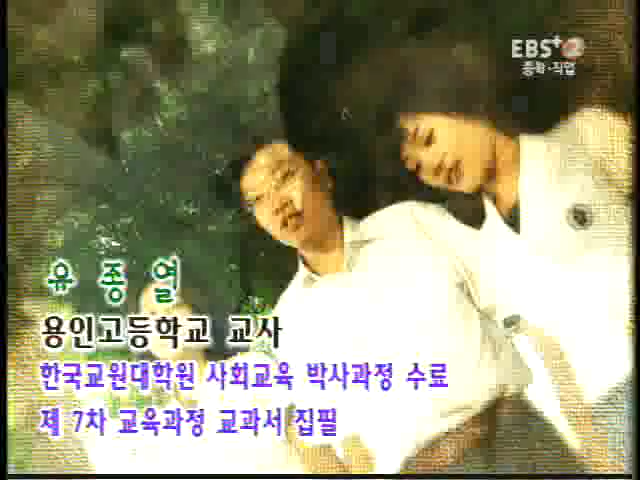 EBS+2
중학·직업
유 종 열
용인고등학교 교사
한국교원대학원 사회교육 박사과정 수료
제 7차 교육과정 교과서 집필